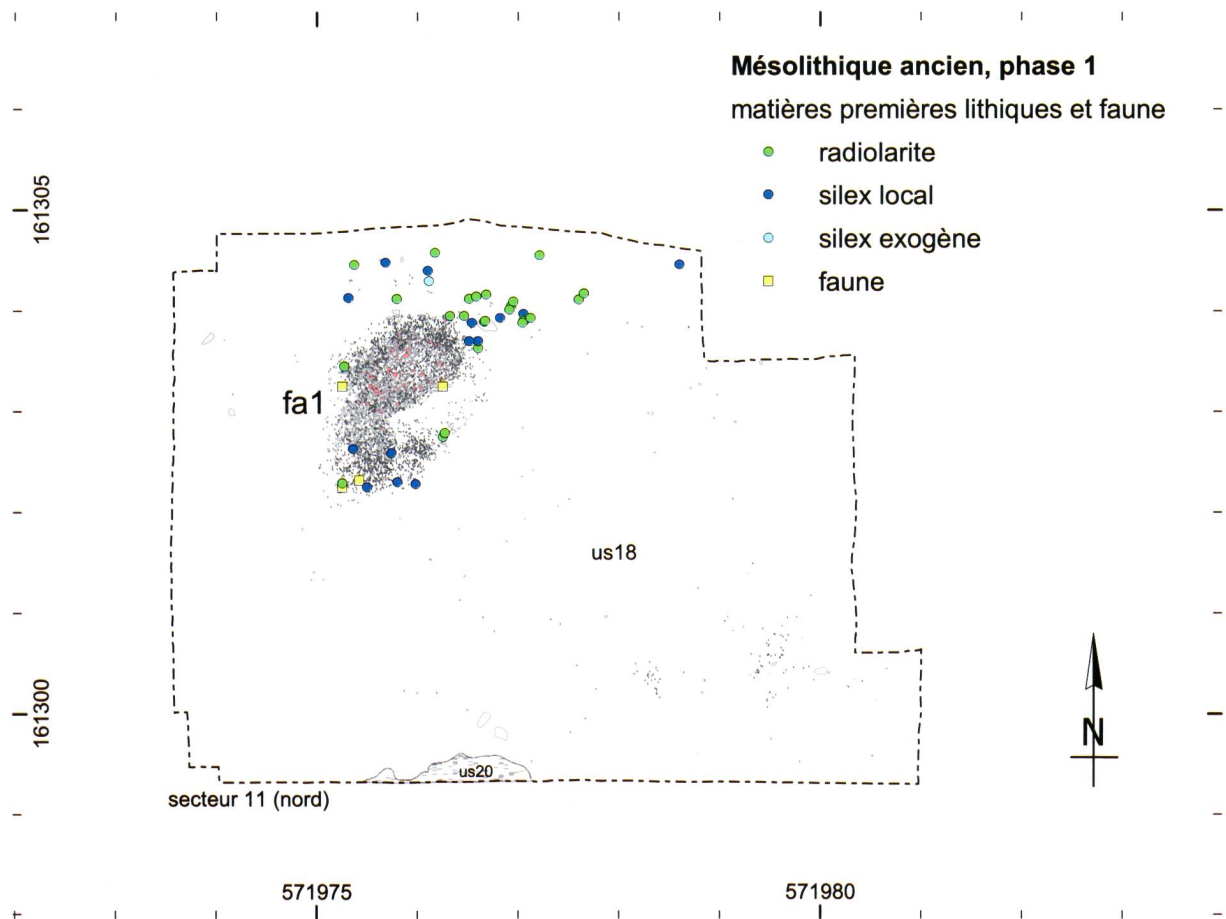 Mésolithique ancien, phase 1
matières premières lithiques et faune
radiolarite
silex local
silex exogène
faune
161305
fa1
us18
161300
us20
secteur 11 (nord)
N
571975
571980